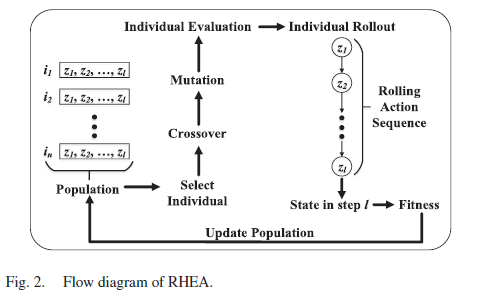 Individual Evaluation
Individual Rollout
i1 z1, z2, ..., zl
i2 z1, z2, ..., zl
in z1, z2, ..., zl
Population
Select
Individual
Crossover
Mutation
z1
z2
zl
Rolling
Action
Sequence
State in step l
Fitness
Update Population
Fig. 2. Flow diagram of RHEA.